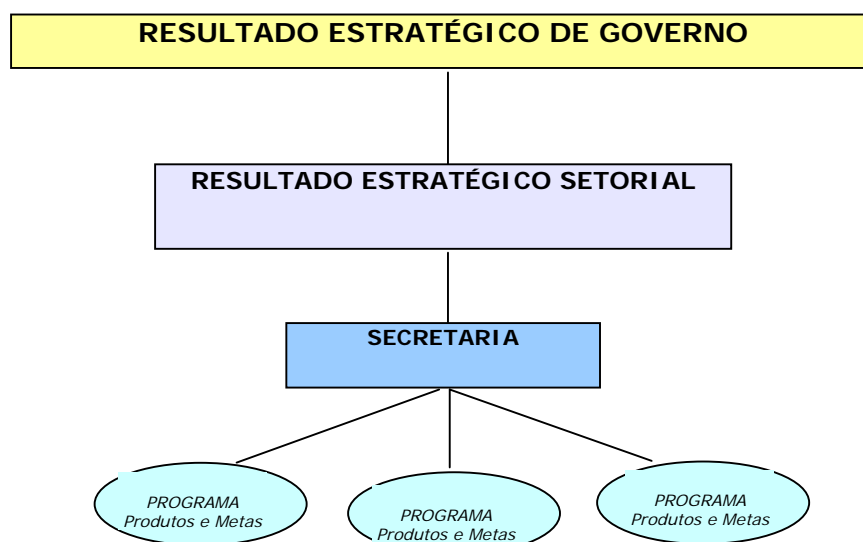 RESULTADO ESTRATÉGICO DE GOVERNO
RESULTADO ESTRATÉGICO SETORIAL
SECRETARIA
PROGRAMA
Produtos e Metas
PROGRAMA
Produtos e Metas
PROGRAMA
Produtos e Metas